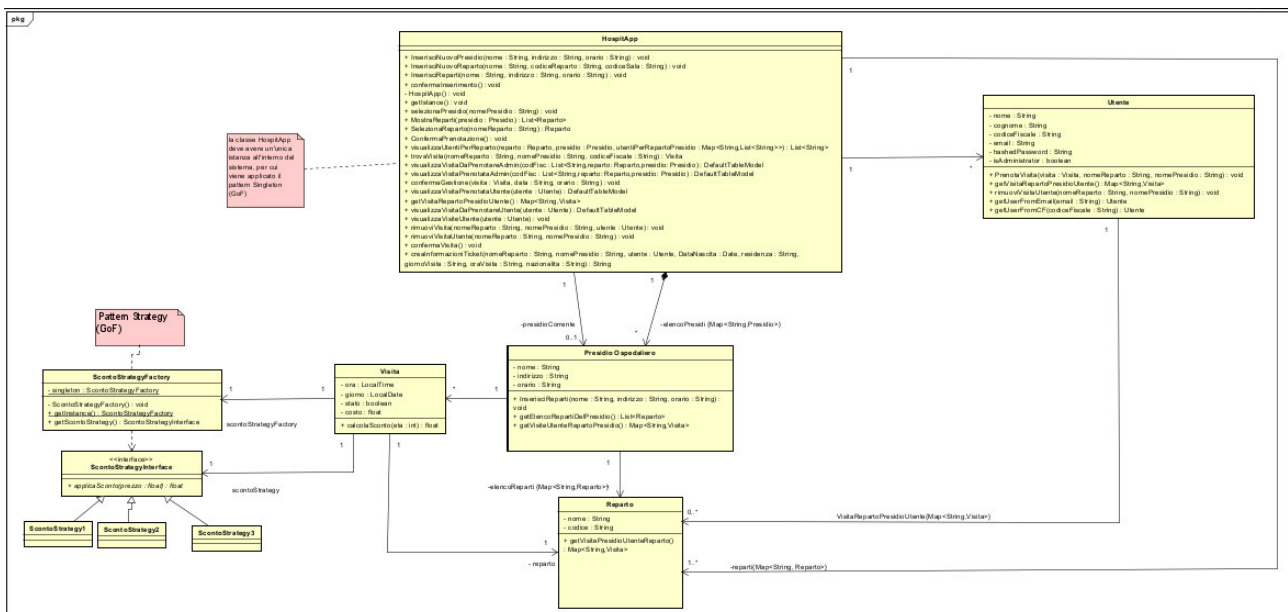 pkg
HospitApp
+ InserisciNuovoPresidio(nome : String, indirizzo : String, orario : String) : void
+ InserisciNuovoReparto(nome : String, codiceReparto : String, codiceSala : String) : void
+ InserisciReparti(nome : String, indirizzo : String, orario : String) : void
+ confermaInserimento() : void
- HospitApp() : void
+ getIstance() : void
+ selezionaPresidio(nomePresidio : String) : void
+ MostraReparti(presidio : Presidio) : List<Reparto>
+ SelezionaReparto(nomeReparto : String) : Reparto
+ ConfermaPrenotazione() : void
+ visualizzaUtentiPerReparto(reparto : Reparto, presidio : Presidio, utentiPerRepartoPresidio : Map<String,List<String>>) : List<String>
+ trovaVisita(nomeReparto : String, nomePresidio : String, codiceFiscale : String) : Visita
+ visualizzaVisitaDaPrenotareAdmin(codFisc : List<String,reparto : Reparto,presidio : Presidio) : DefaultTableModel
+ visualizzaVisitaPrenotataAdmin(codFisc : List<String,reparto : Reparto,presidio : Presidio) : DefaultTableModel
+ confermaGestione(visita : Visita, data : String, orario : String) : void
+ visualizzaVisitaPrenotataUtente(utente : Utente) : DefaultTableModel
+ getVisitaRepartoPresidioUtente() : Map<String,Visita>
+ visualizzaVisitaDaPrenotareUtente(utente : Utente) : DefaultTableModel
+ visualizzaVisiteUtente(utente : Utente) : void
+ rimuoviVisita(nomeReparto : String, nomePresidio : String, utente : Utente) : void
+ rimuoviVisitaUtente(nomeReparto : String, nomePresidio : String) : void
+ confermaVisita() : void
+ creaInformazioniTicket(nomeReparto : String, nomePresidio : String, utente : Utente, DataNascita : Date, residenza : String,
giornoVisita : String, oraVisita : String, nazionalita : String) : String
la classe HospitApp
deve avere un'unica
istanza all'interno del
sistema, per cui
viene applicato il
pattern Singleton
(GoF)
1
1
*
Utente
- nome : String
- cognome : String
- codiceFiscale : String
- email : String
- hashedPassword : String
- isAdministrator : boolean
+ PrenotaVisita(visita : Visita, nomeReparto : String, nomePresidio : String) : void
+ getVisitaRepartoPresidioUtente() : Map<String,Visita>
+ rimuoviVisitaUtente(nomeReparto : String, nomePresidio : String) : void
+ getUserFromEmail(email : String) : Utente
+ getUserFromCF(codiceFiscale : String) : Utente
1
1
1
-presidioCorrente
0..1
*
-elencoPresidi (Map<String,Presidio>)
Pattern Strategy
(GoF)
ScontoStrategyFactory
- singleton : ScontoStrategyFactory
- ScontoStrategyFactory() : void
+ getInstance() : ScontoStrategyFactory
+ getScontoStrategy() : ScontoStrategyInterface
1
1
scontoStrategyFactory
Visita
- ora : LocalTime
- giorno : LocalDate
- stato : boolean
- costo : float
+ calcolaSconto(eta : int) : float
*
1
Presidio Ospedaliero
- nome : String
- indirizzo : String
- orario : String
+ InserisciReparti(nome : String, indirizzo : String, orario : String) :
void
+ getElencoRepartiDelPresidio() : List<Reparto>
+ getVisiteUtenteRepartoPresidio() : Map<String,Visita>
1
1
1
<<interface>>
ScontoStrategyInterface
+ applicaSconto(prezzo : float) : float
1
scontoStrategy
-elencoReparti (Map<String,Reparto>)
ScontoStrategy1
ScontoStrategy2
ScontoStrategy3
Reparto
- nome : String
- codice : String
+ getVisitaPresidioUtenteReparto()
: Map<String,Visita>
0..*
VisitaRepartoPresidioUtente(Map<String,Visita>)
1
- reparto
1..*
-reparti(Map<String, Reparto>)